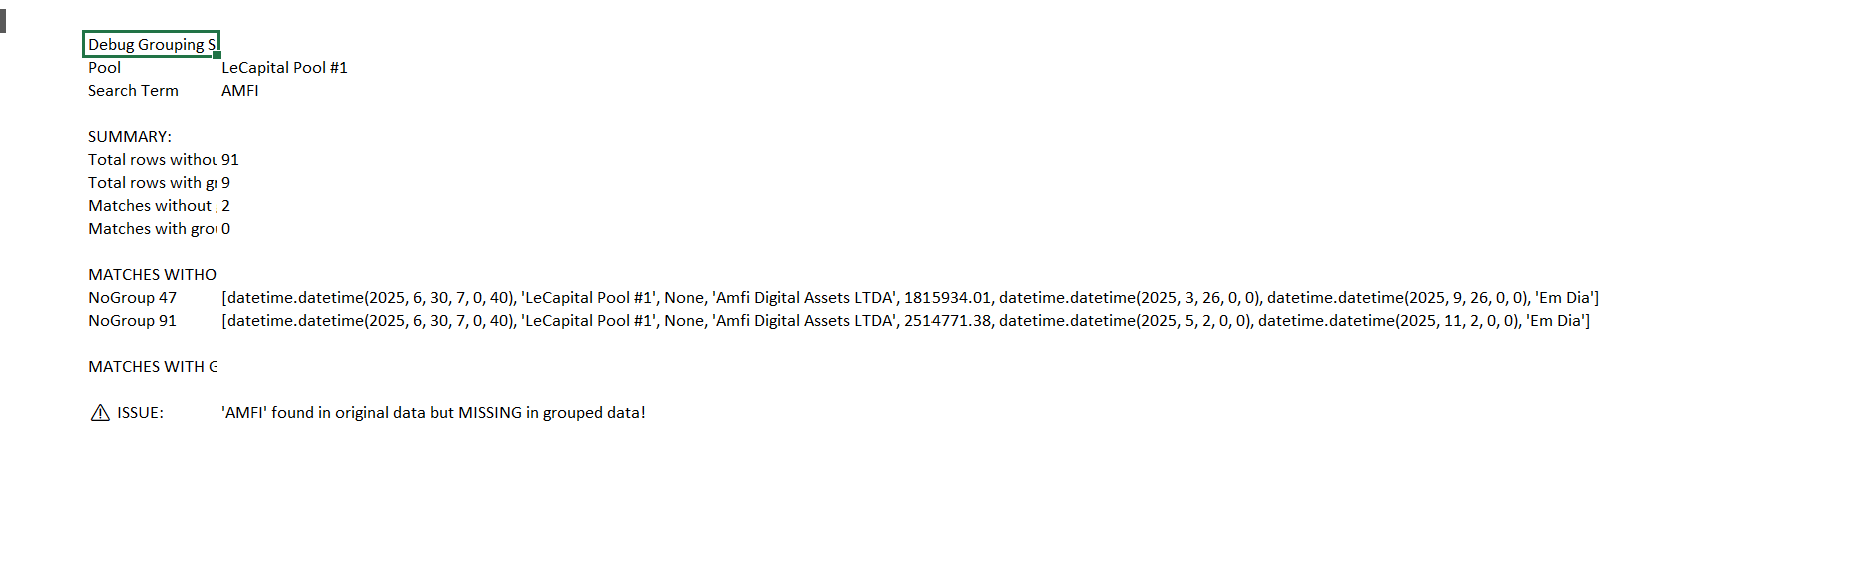 Debug Grouping S
Pool LeCapital Pool #1
Search Term AMFI
SUMMARY:
Total rows withou 91
Total rows with gr 9
Matches without 2
Matches with grou 0
MATCHES WITHO
NoGroup 47 [datetime.datetime(2025, 6, 30, 7, 0, 40), 'LeCapital Pool #1', None, 'Amfi Digital Assets LTDA', 1815934.01, datetime.datetime(2025, 3, 26, 0, 0), datetime.datetime(2025, 9, 26, 0, 0), 'Em Dia']
NoGroup 91 [datetime.datetime(2025, 6, 30, 7, 0, 40), 'LeCapital Pool #1', None, 'Amfi Digital Assets LTDA', 2514771.38, datetime.datetime(2025, 5, 2, 0, 0), datetime.datetime(2025, 11, 2, 0, 0), 'Em Dia']
MATCHES WITH G
⚠ ISSUE: 'AMFI' found in original data but MISSING in grouped data!